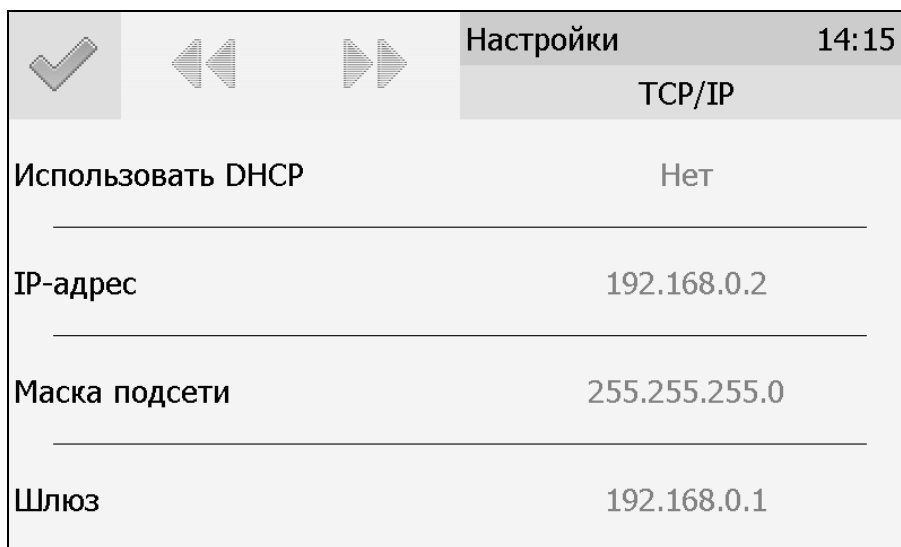 Настройки 14:15
TCP/IP
Использовать DHCP Нет
IP-адрес 192.168.0.2
Маска подсети 255.255.255.0
Шлюз 192.168.0.1